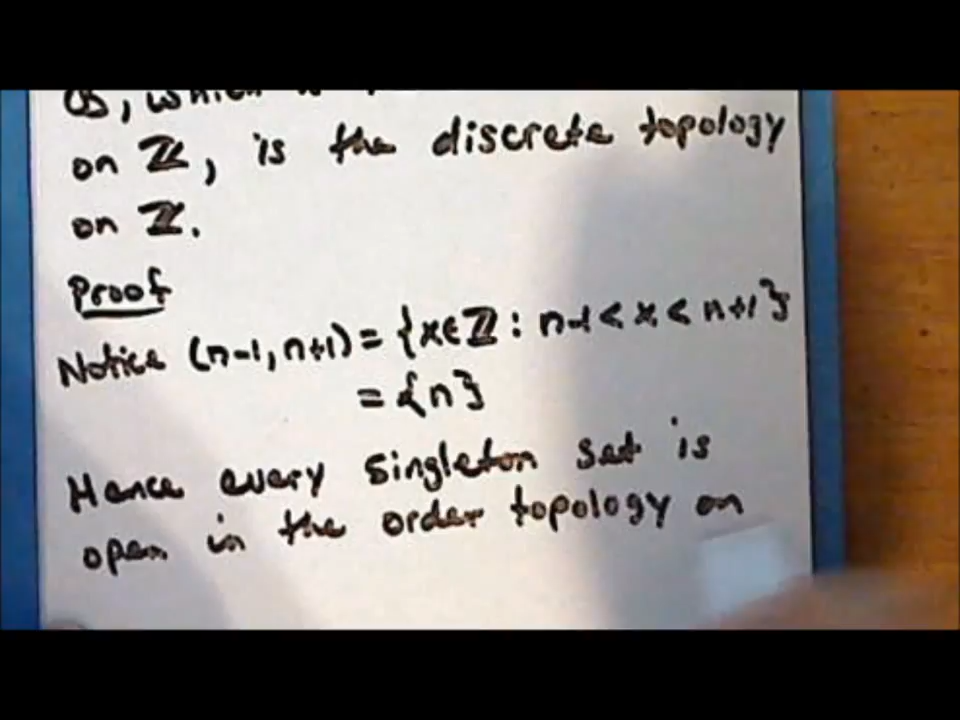 on ℤ, is the discrete topology
on ℤ.
Proof
Notice (n-1, n+1) = {x∈ℤ : n-1 < x < n+1}
= {n}
Hence every singleton set is
open in the order topology on